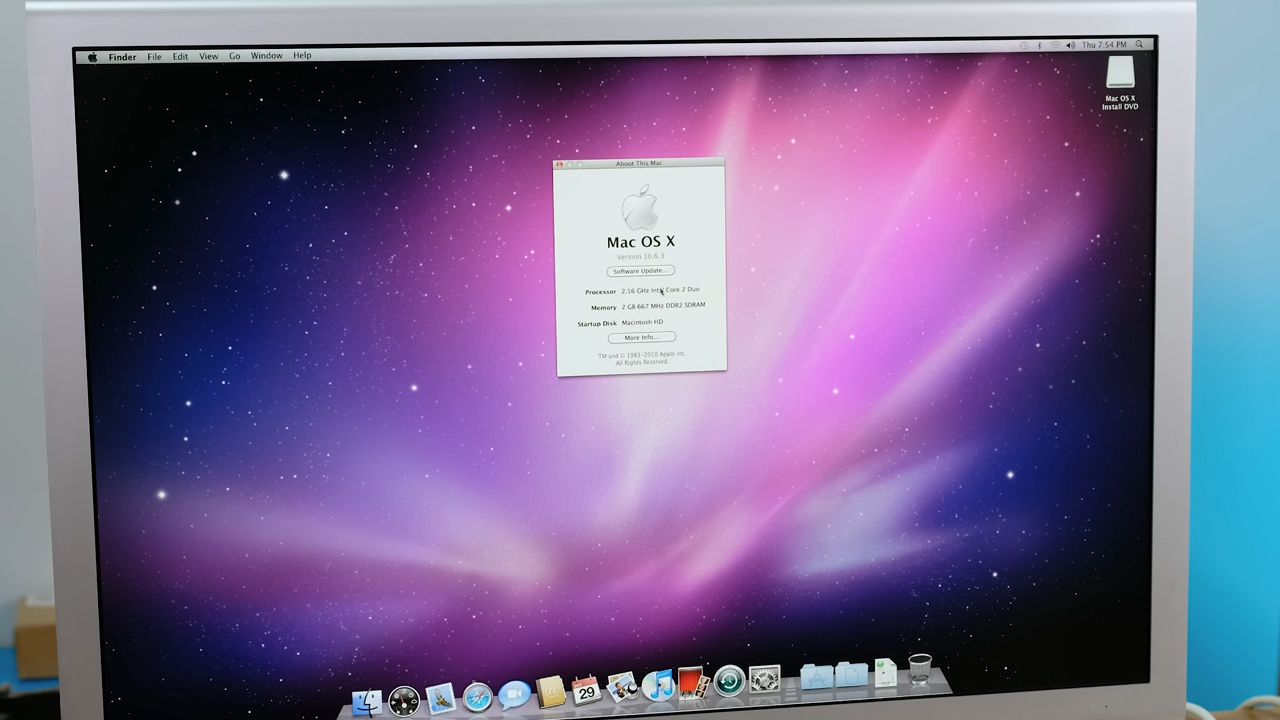 Finder File Edit View Go Window Help
Thu 7:54 PM
Mac OS X
Install DVD
About This Mac
Mac OS X
Version 10.6.3
Software Update...
Processor 2.16 GHz Intel Core 2 Duo
Memory 2 GB 667 MHz DDR2 SDRAM
Startup Disk Macintosh HD
More Info...
TM and © 1983-2010 Apple Inc.
All Rights Reserved.
29